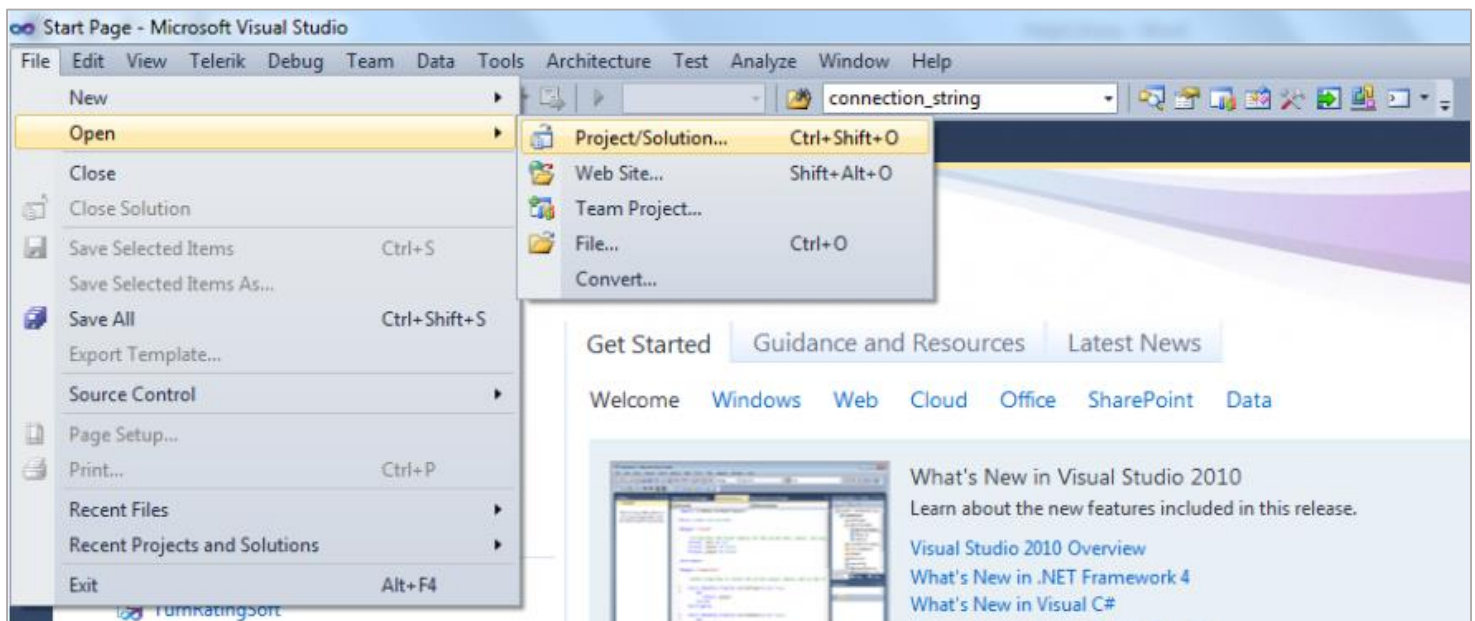 Start Page - Microsoft Visual Studio
File Edit View Telerik Debug Team Data Tools Architecture Test Analyze Window Help
connection_string
New
Open
Close
Close Solution
Save Selected Items Ctrl+S
Save Selected Items As...
Save All Ctrl+Shift+S
Export Template...
Source Control
Page Setup...
Print... Ctrl+P
Recent Files
Recent Projects and Solutions
Exit Alt+F4
TurnRatingSoft
Project/Solution... Ctrl+Shift+O
Web Site... Shift+Alt+O
Team Project...
File... Ctrl+O
Convert...
Get Started Guidance and Resources Latest News
Welcome Windows Web Cloud Office SharePoint Data
What's New in Visual Studio 2010
Learn about the new features included in this release.
Visual Studio 2010 Overview
What's New in .NET Framework 4
What's New in Visual C#